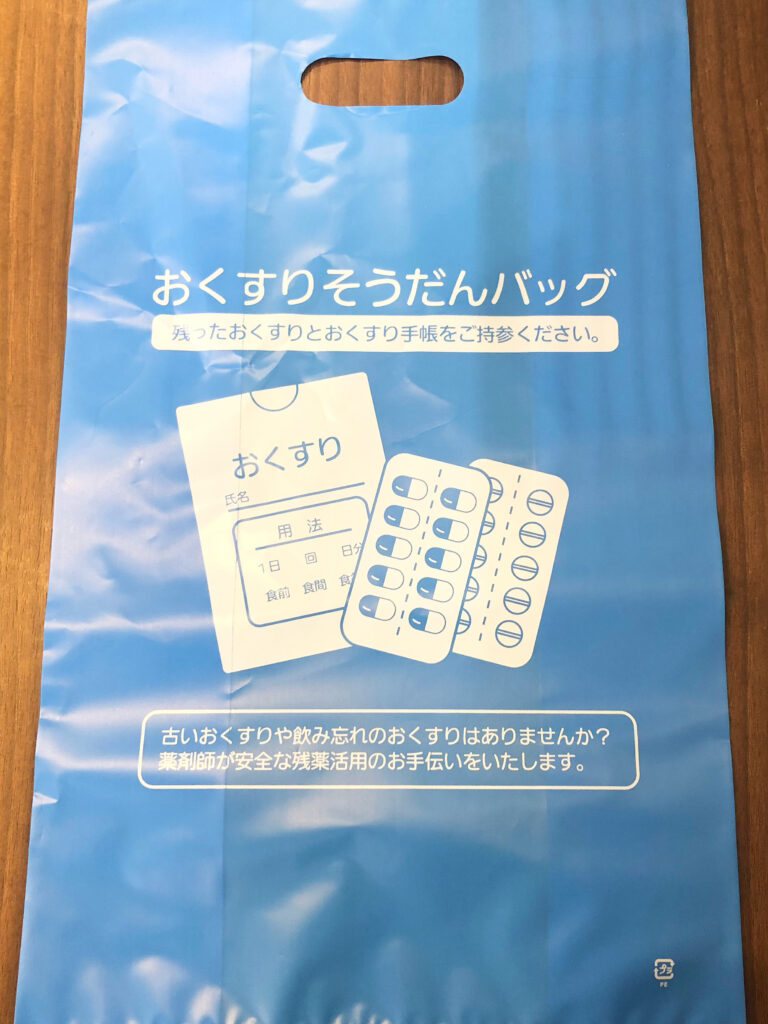 おくすりそうだんバッグ
残ったおくすりとおくすり手帳をご持参ください。
おくすり
氏名
用 法
1日 回 日分
食前 食間
古いおくすりや飲み忘れのおくすりはありませんか？
薬剤師が安全な残薬活用のお手伝いをいたします。
プラ
PE